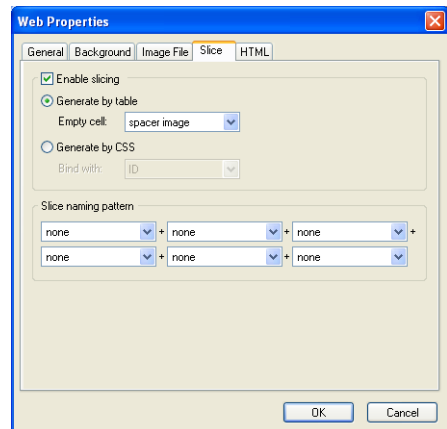 Web Properties
General Background Image File Slice HTML
Enable slicing
Generate by table
Empty cell: spacer image
Generate by CSS
Bind with: ID
Slice naming pattern
none + none + none +
none + none + none
OK Cancel